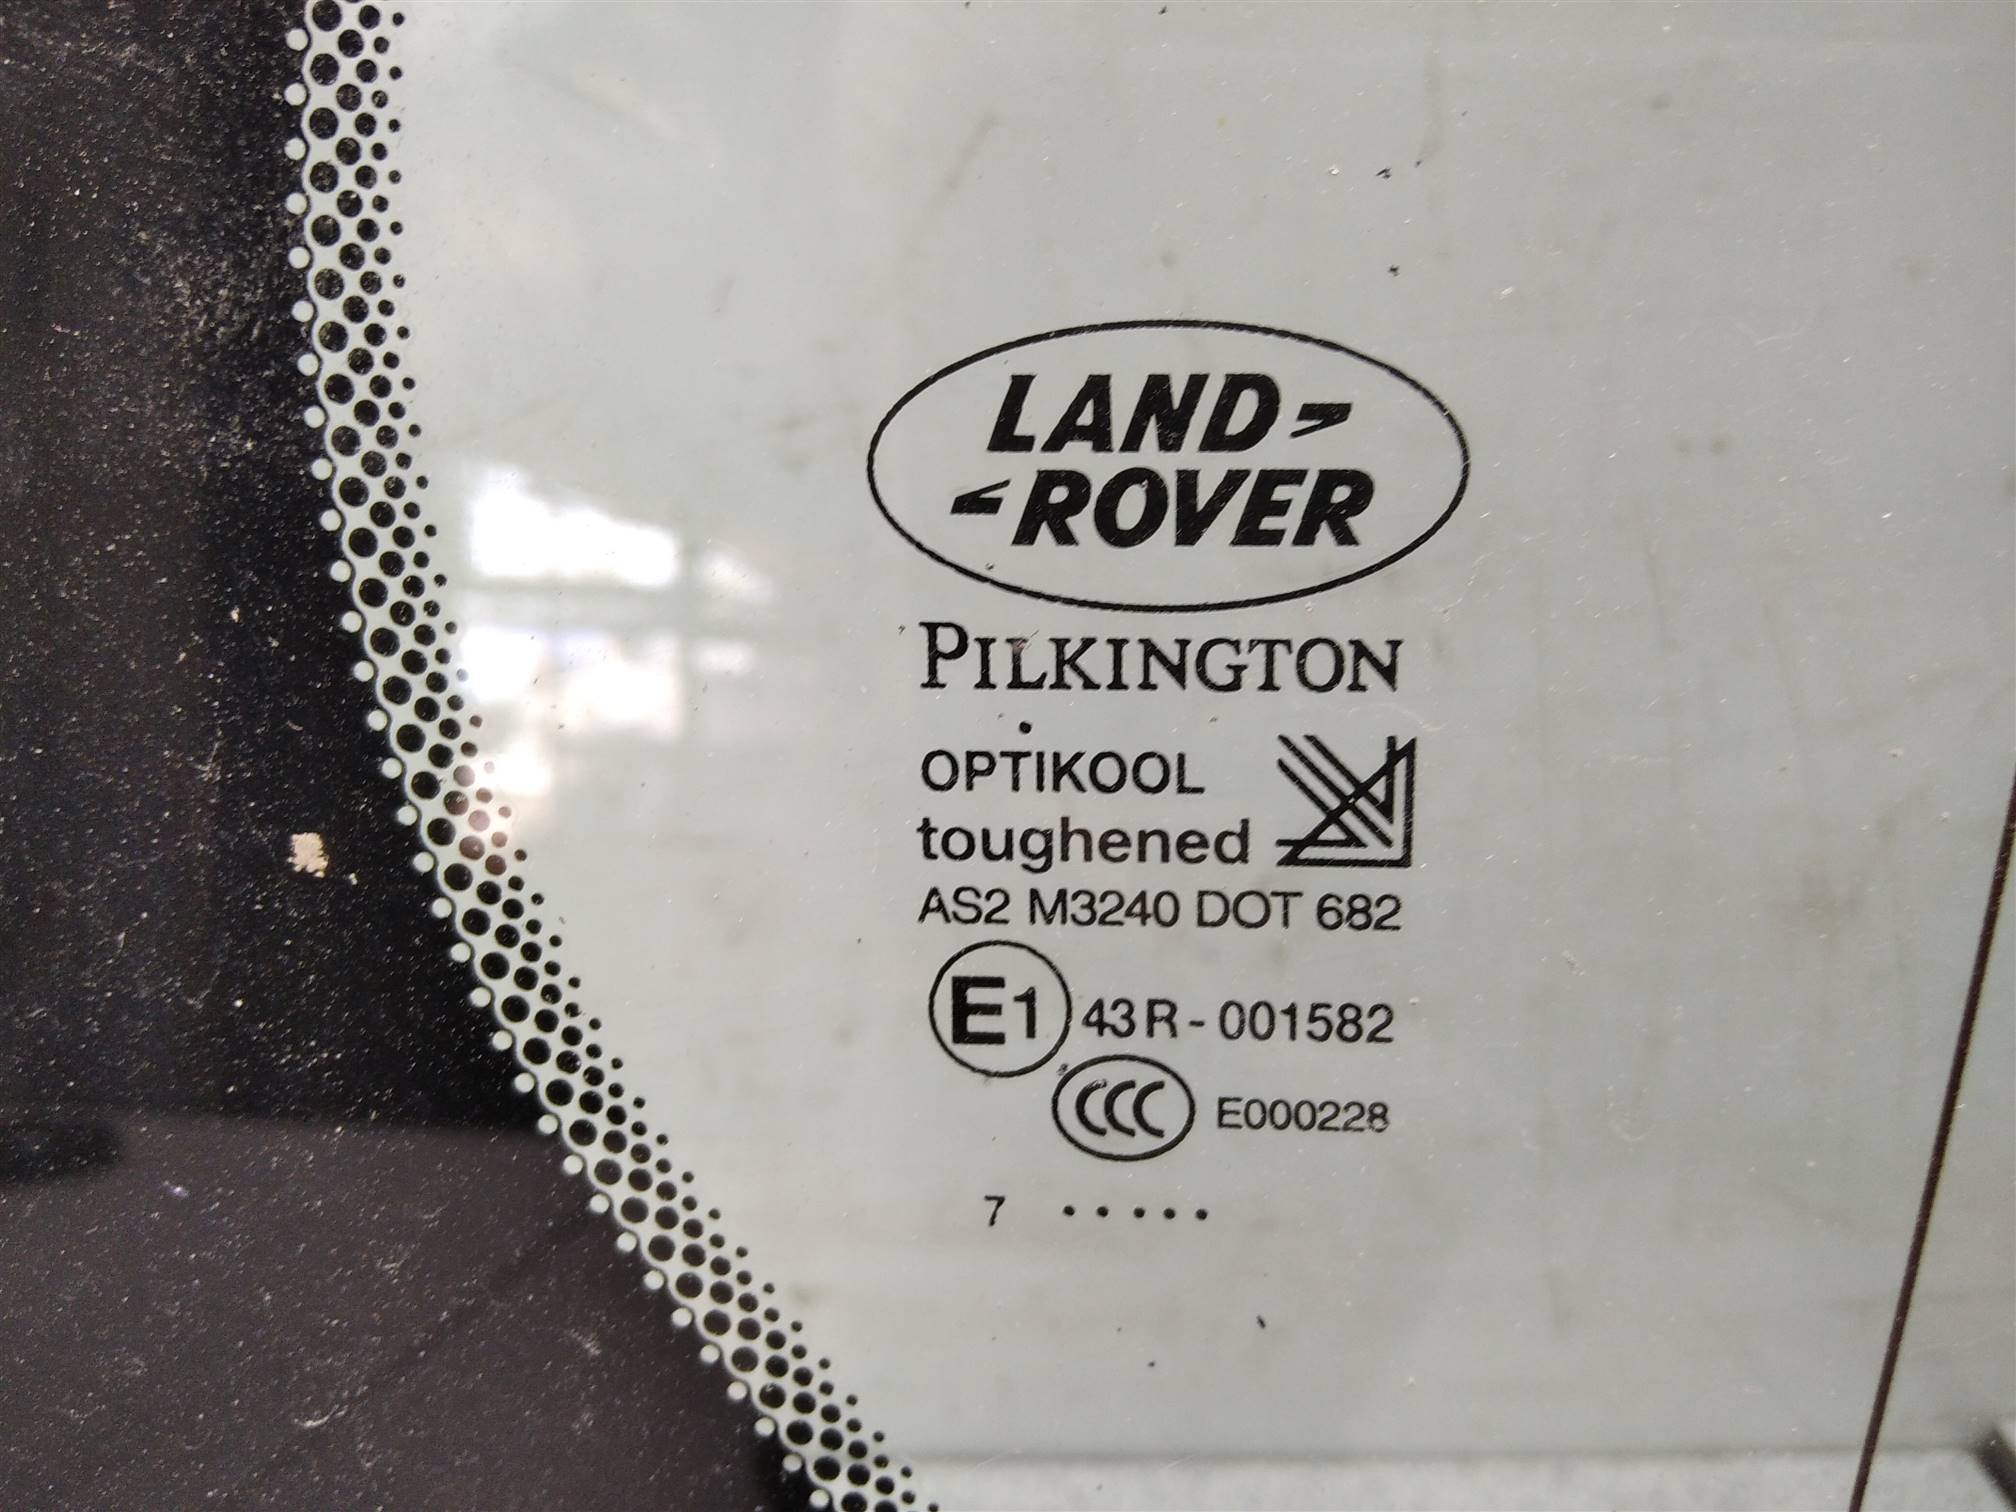 LAND
ROVER
PILKINGTON
OPTIKOOL
toughened
AS2 M3240 DOT 682
E1 43R-001582
CCC E000228
7 .....